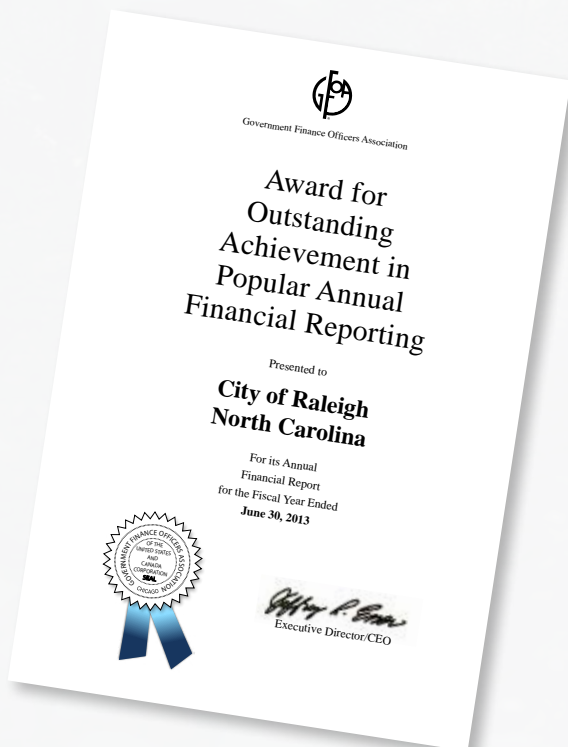 GFOA
Government Finance Officers Association
Award for
Outstanding
Achievement in
Popular Annual
Financial Reporting
Presented to
City of Raleigh
North Carolina
For its Annual
Financial Report
for the Fiscal Year Ended
June 30, 2013
GOVERNMENT FINANCE OFFICERS ASSOCIATION
OF THE
UNITED STATES
AND
CANADA
CORPORATION
SEAL
CHICAGO
Jeffrey R. Enser
Executive Director/CEO